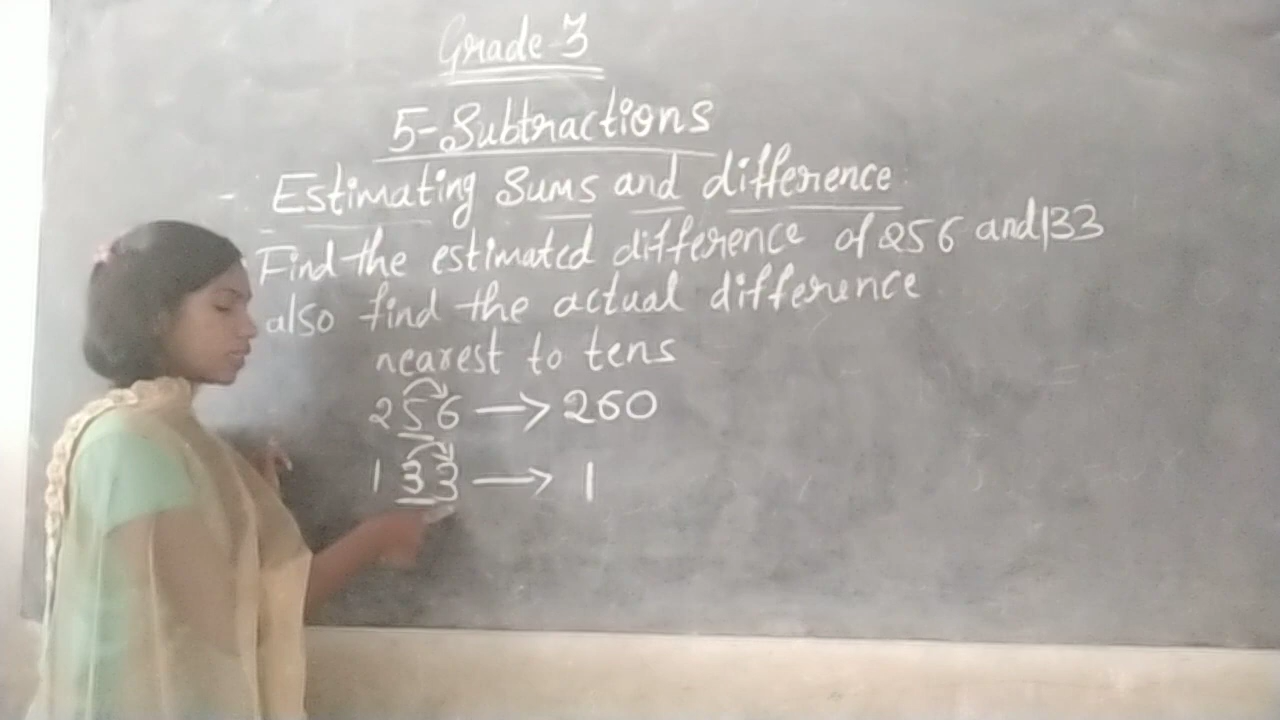 Grade-3
5-Subtractions
- Estimating Sums and difference
- Find the estimated difference of 256 and 133
also find the actual difference
nearest to tens
256 → 260
133 → 1